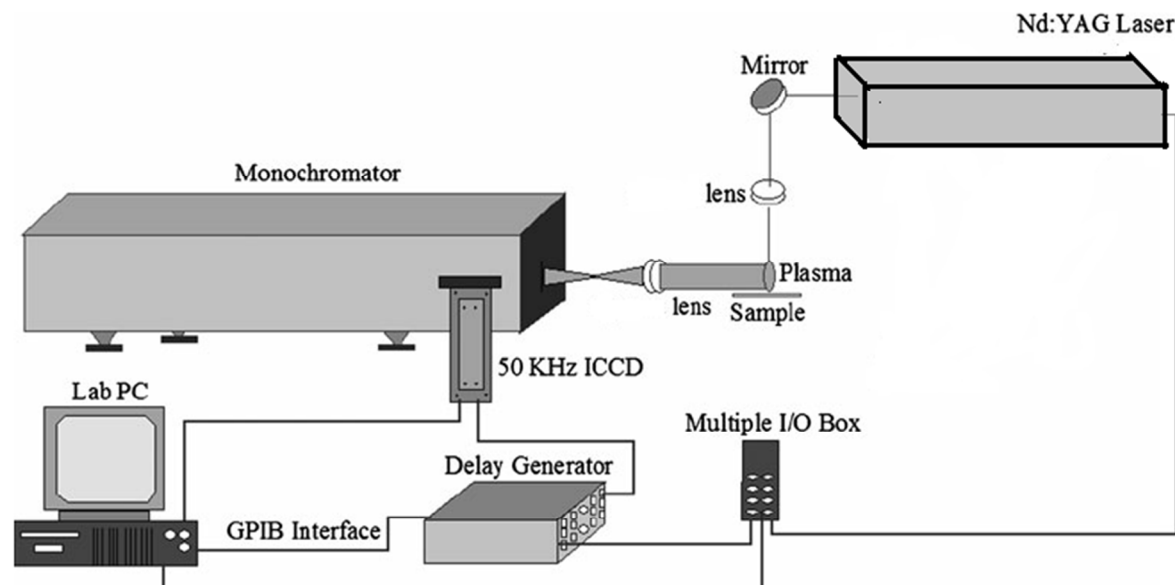 Nd:YAG Laser
Mirror
Monochromator
lens
Plasma
lens
Sample
50 KHz ICCD
Lab PC
Multiple I/O Box
Delay Generator
GPIB Interface